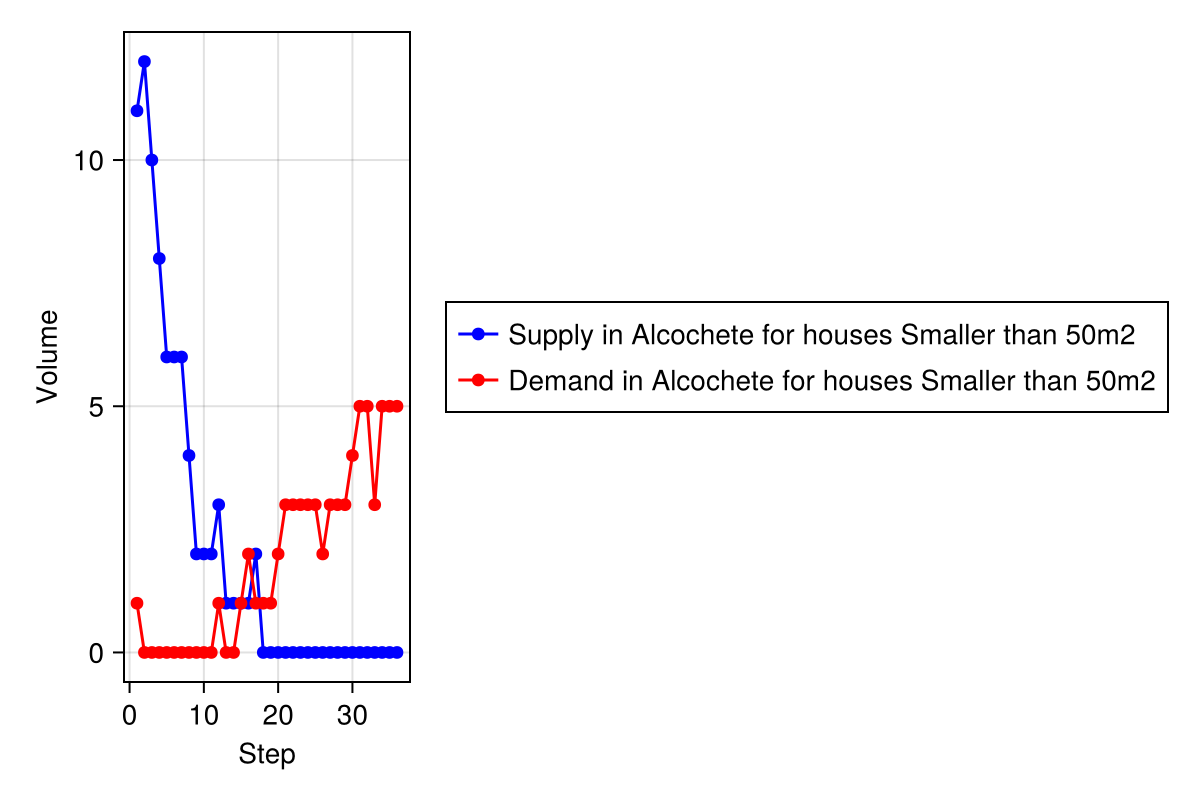 10
5
0
Volume
0 10 20 30
Step
Supply in Alcochete for houses Smaller than 50m2
Demand in Alcochete for houses Smaller than 50m2